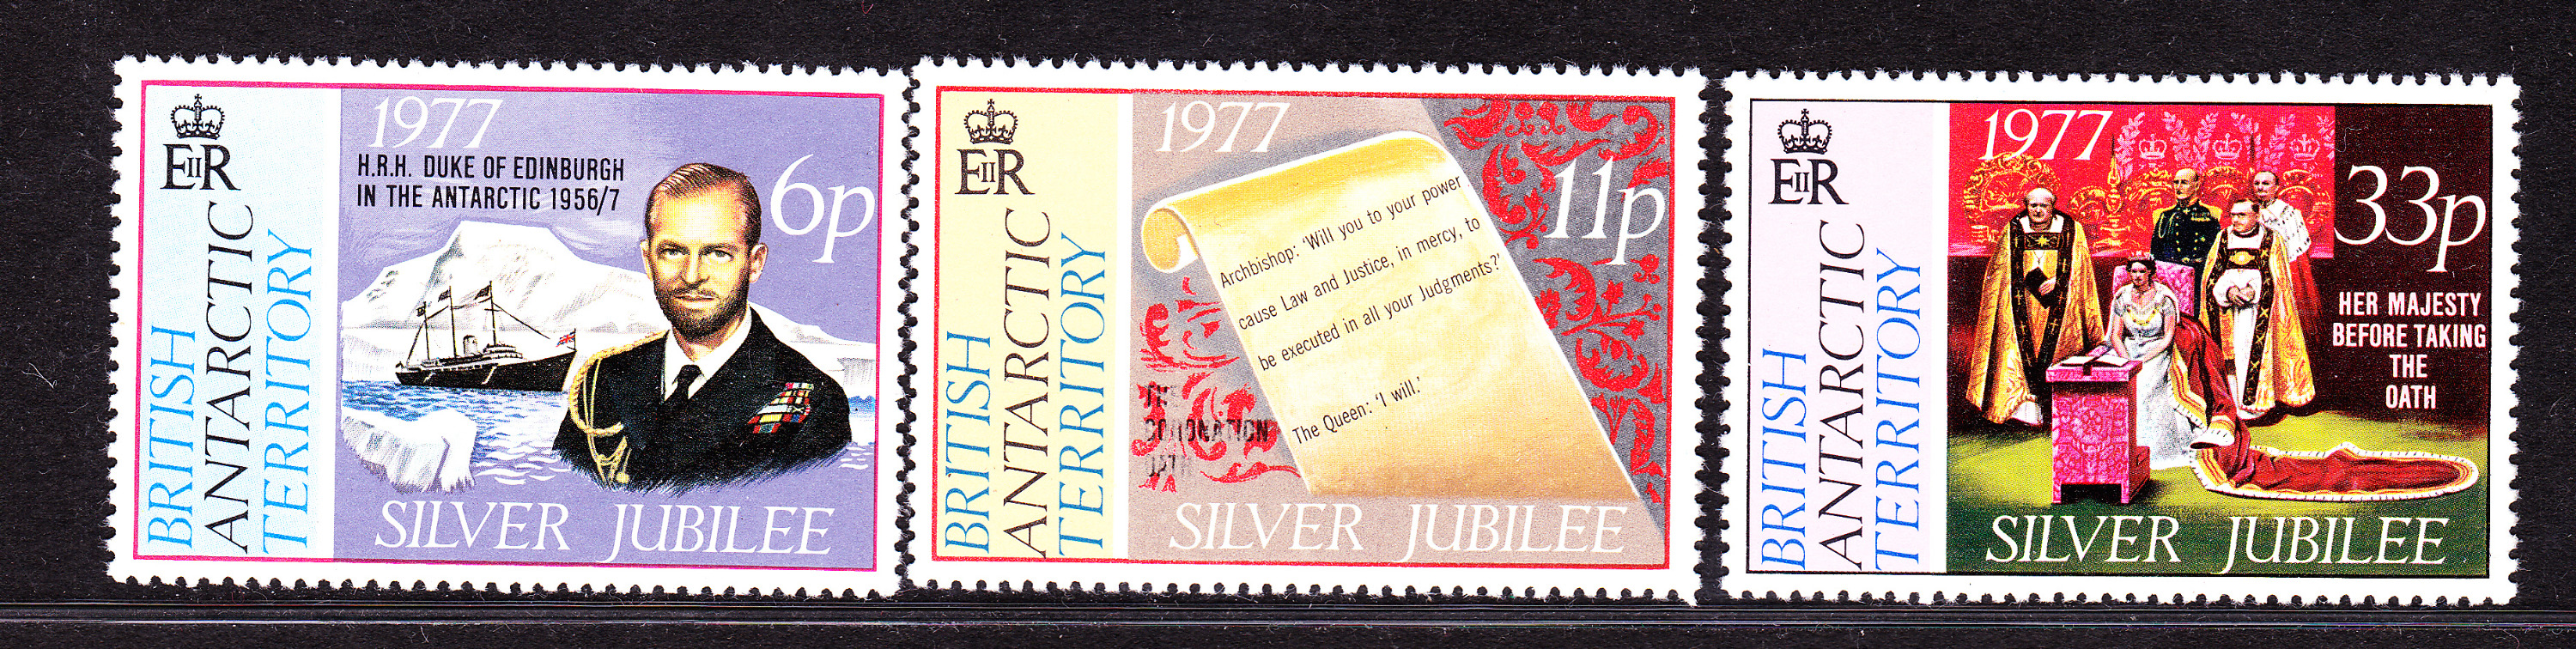 1977
H.R.H. DUKE OF EDINBURGH
IN THE ANTARCTIC 1956/7
6p
EIIR
BRITISH
ANTARCTIC
TERRITORY
SILVER JUBILEE
1977
11p
EIIR
BRITISH
ANTARCTIC
TERRITORY
Archbishop: 'Will you to your power
cause Law and Justice, in mercy, to
be executed in all your Judgments?'
The Queen: 'I will.'
CORONATION
SILVER JUBILEE
1977
33p
EIIR
BRITISH
ANTARCTIC
TERRITORY
HER MAJESTY
BEFORE TAKING
THE
OATH
SILVER JUBILEE